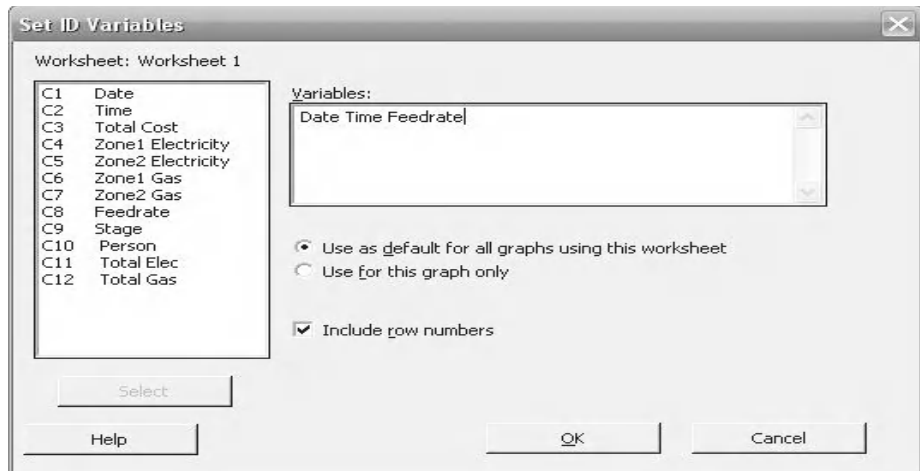 Set ID Variables
Worksheet: Worksheet 1
C1 Date
C2 Time
C3 Total Cost
C4 Zone1 Electricity
C5 Zone2 Electricity
C6 Zone1 Gas
C7 Zone2 Gas
C8 Feedrate
C9 Stage
C10 Person
C11 Total Elec
C12 Total Gas
Variables:
Date Time Feedrate
Use as default for all graphs using this worksheet
Use for this graph only
Include row numbers
Select
Help
OK
Cancel